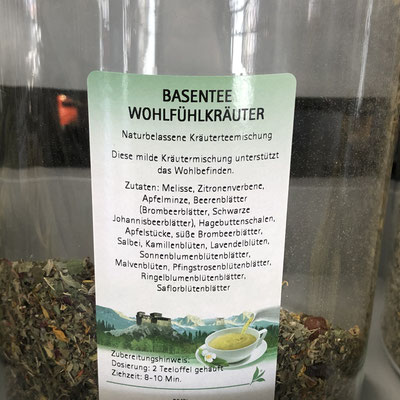 BASENTEE
WOHLFÜHLKRÄUTER
Naturbelassene Kräuterteemischung
Diese milde Kräutermischung unterstützt
das Wohlbefinden.
Zutaten: Melisse, Zitronenverbene,
Apfelminze, Beerenblätter
(Brombeerblätter, Schwarze
Johannisbeerblätter), Hagebuttenschalen,
Apfelstücke, süße Brombeerblätter,
Salbei, Kamillenblüten, Lavendelblüten,
Sonnenblumenblütenblätter,
Malvenblüten, Pfingstrosenblütenblätter,
Ringelblumenblütenblätter,
Saflorblütenblätter
Zubereitungshinweis:
Dosierung: 2 Teelöffel gehäuft
Ziehzeit: 8-10 Min.